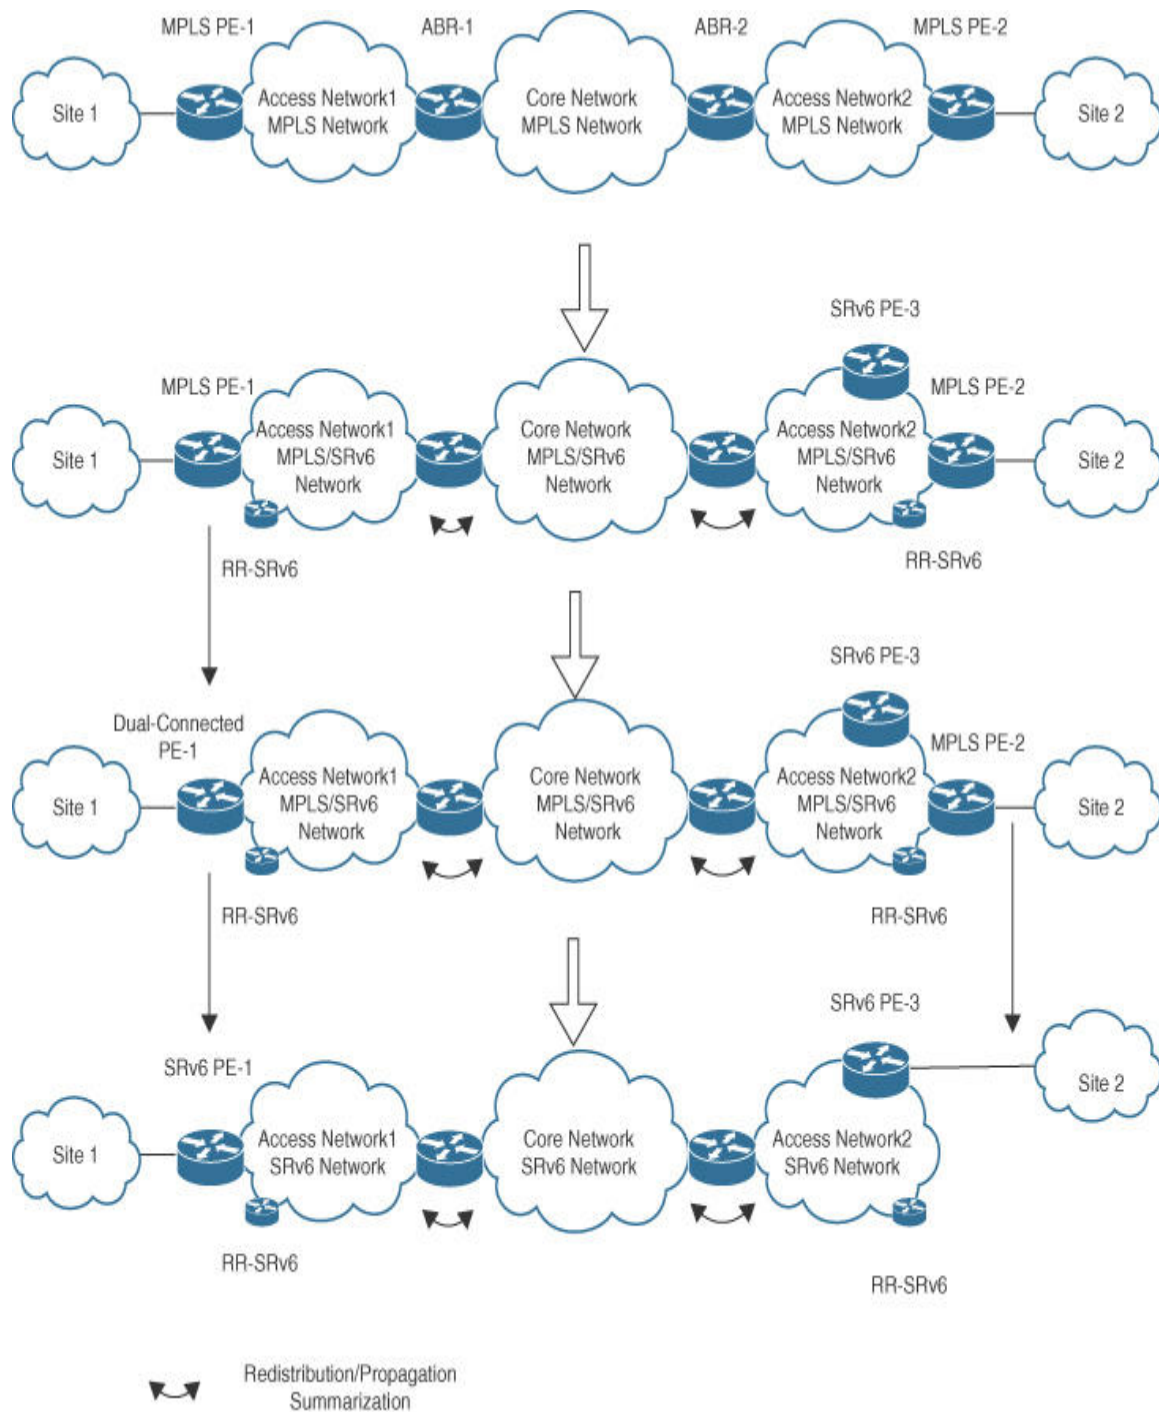 MPLS PE-1
ABR-1
ABR-2
MPLS PE-2
Site 1
Access Network1
MPLS Network
Core Network
MPLS Network
Access Network2
MPLS Network
Site 2
SRv6 PE-3
MPLS PE-1
MPLS PE-2
Site 1
Access Network1
MPLS/SRv6
Network
Core Network
MPLS/SRv6
Network
Access Network2
MPLS/SRv6
Network
Site 2
RR-SRv6
RR-SRv6
SRv6 PE-3
Dual-Connected
PE-1
MPLS PE-2
Site 1
Access Network1
MPLS/SRv6
Network
Core Network
MPLS/SRv6
Network
Access Network2
MPLS/SRv6
Network
Site 2
RR-SRv6
RR-SRv6
SRv6 PE-3
SRv6 PE-1
Site 1
Access Network1
SRv6 Network
Core Network
SRv6 Network
Access Network2
SRv6 Network
Site 2
RR-SRv6
RR-SRv6
Redistribution/Propagation
Summarization